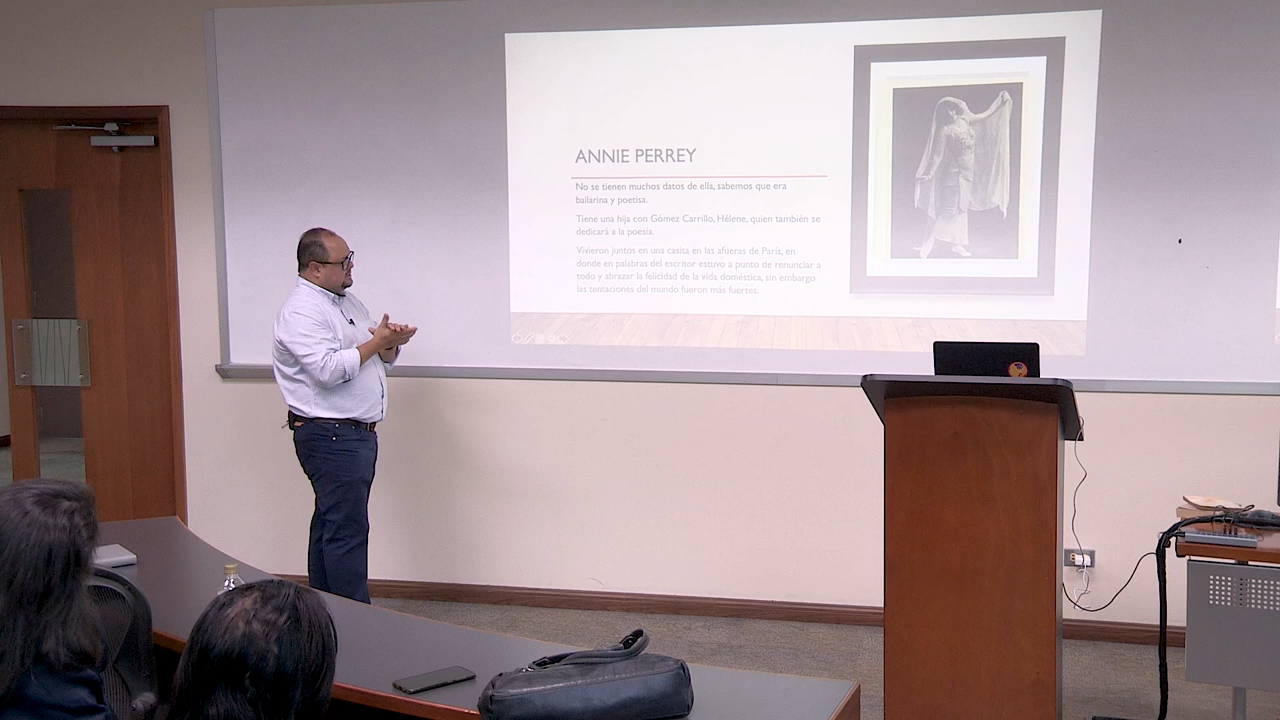 ANNIE PERREY
No se tienen muchos datos de ella, sabemos que era
bailarina y poetisa.
Tiene una hija con Gómez Carrillo, Hélene, quien también se
dedicará a la poesía.
Vivieron juntos en una casita en las afueras de París, en
donde en palabras del escritor estuvo a punto de renunciar a
todo y abrazar la felicidad de la vida doméstica, sin embargo
las tentaciones del mundo fueron más fuertes.